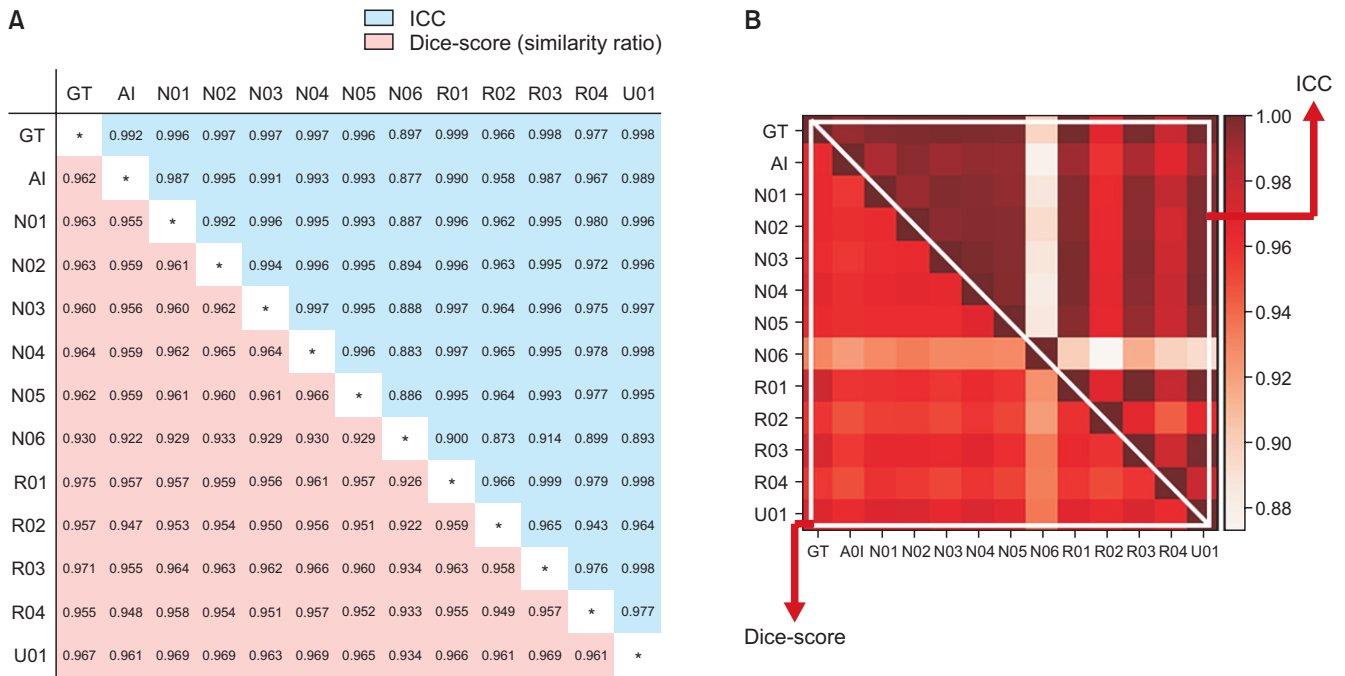 A
ICC
Dice-score (similarity ratio)
GT AI N01 N02 N03 N04 N05 N06 R01 R02 R03 R04 U01
GT * 0.992 0.996 0.997 0.997 0.997 0.996 0.897 0.999 0.966 0.998 0.977 0.998
AI 0.962 * 0.987 0.995 0.991 0.993 0.993 0.877 0.990 0.958 0.987 0.967 0.989
N01 0.963 0.955 * 0.992 0.996 0.995 0.993 0.887 0.996 0.962 0.995 0.980 0.996
N02 0.963 0.959 0.961 * 0.994 0.996 0.995 0.894 0.996 0.963 0.995 0.972 0.996
N03 0.960 0.956 0.960 0.962 * 0.997 0.995 0.888 0.997 0.964 0.996 0.975 0.997
N04 0.964 0.959 0.962 0.965 0.964 * 0.996 0.883 0.997 0.965 0.995 0.978 0.998
N05 0.962 0.959 0.961 0.960 0.961 0.966 * 0.886 0.995 0.964 0.993 0.977 0.995
N06 0.930 0.922 0.929 0.933 0.929 0.930 0.929 * 0.900 0.873 0.914 0.899 0.893
R01 0.975 0.957 0.957 0.959 0.956 0.961 0.957 0.926 * 0.966 0.999 0.979 0.998
R02 0.957 0.947 0.953 0.954 0.950 0.956 0.951 0.922 0.959 * 0.965 0.943 0.964
R03 0.971 0.955 0.964 0.963 0.962 0.966 0.960 0.934 0.963 0.958 * 0.976 0.998
R04 0.955 0.948 0.958 0.954 0.951 0.957 0.952 0.933 0.955 0.949 0.957 * 0.977
U01 0.967 0.961 0.969 0.969 0.963 0.969 0.965 0.934 0.966 0.961 0.969 0.961 *
B
ICC
GT
AI
N01
N02
N03
N04
N05
N06
R01
R02
R03
R04
U01
GT A0I N01 N02 N03 N04 N05 N06 R01 R02 R03 R04 U01
1.00
0.98
0.96
0.94
0.92
0.90
0.88
Dice-score